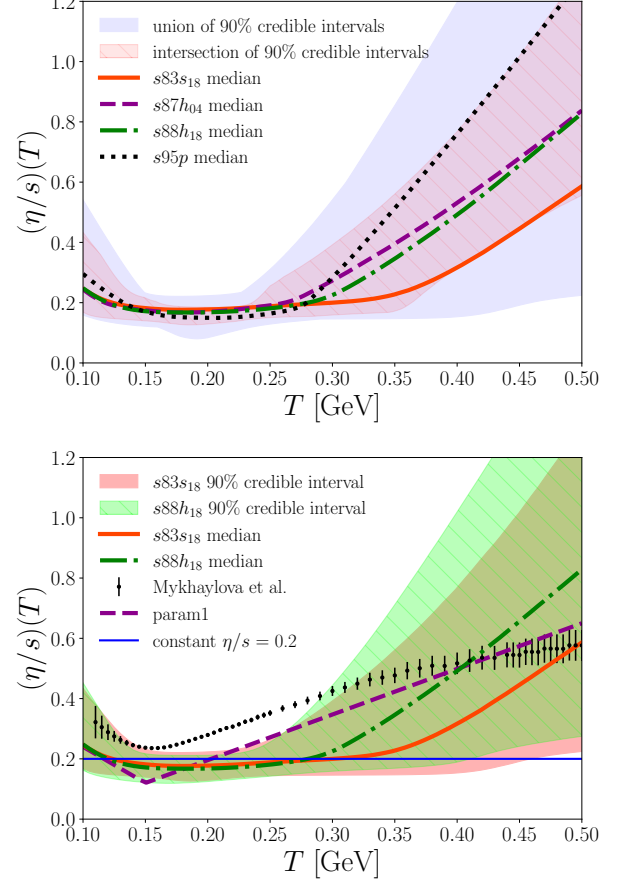 1.2
1.0
0.8
0.6
0.4
0.2
0.0
(η/s)(T)
union of 90% credible intervals
intersection of 90% credible intervals
s83s₁₈ median
s87h₀₄ median
s88h₁₈ median
s95p median
0.10 0.15 0.20 0.25 0.30 0.35 0.40 0.45 0.50
T [GeV]
1.2
1.0
0.8
0.6
0.4
0.2
0.0
(η/s)(T)
s83s₁₈ 90% credible interval
s88h₁₈ 90% credible interval
s83s₁₈ median
s88h₁₈ median
Mykhaylova et al.
param1
constant η/s = 0.2
0.10 0.15 0.20 0.25 0.30 0.35 0.40 0.45 0.50
T [GeV]